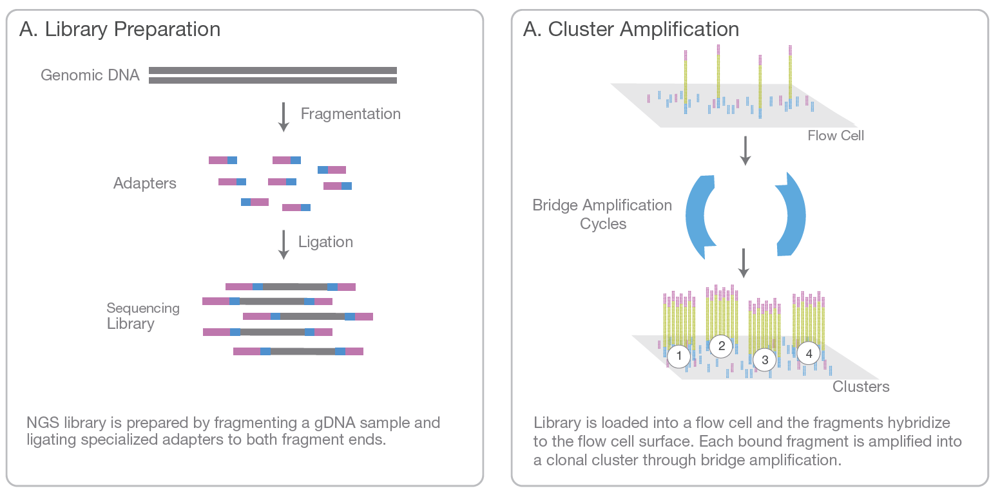 A. Library Preparation
Genomic DNA
Fragmentation
Adapters
Ligation
Sequencing
Library
NGS library is prepared by fragmenting a gDNA sample and
ligating specialized adapters to both fragment ends.
A. Cluster Amplification
Flow Cell
Bridge Amplification
Cycles
1
2
3
4
Clusters
Library is loaded into a flow cell and the fragments hybridize
to the flow cell surface. Each bound fragment is amplified into
a clonal cluster through bridge amplification.